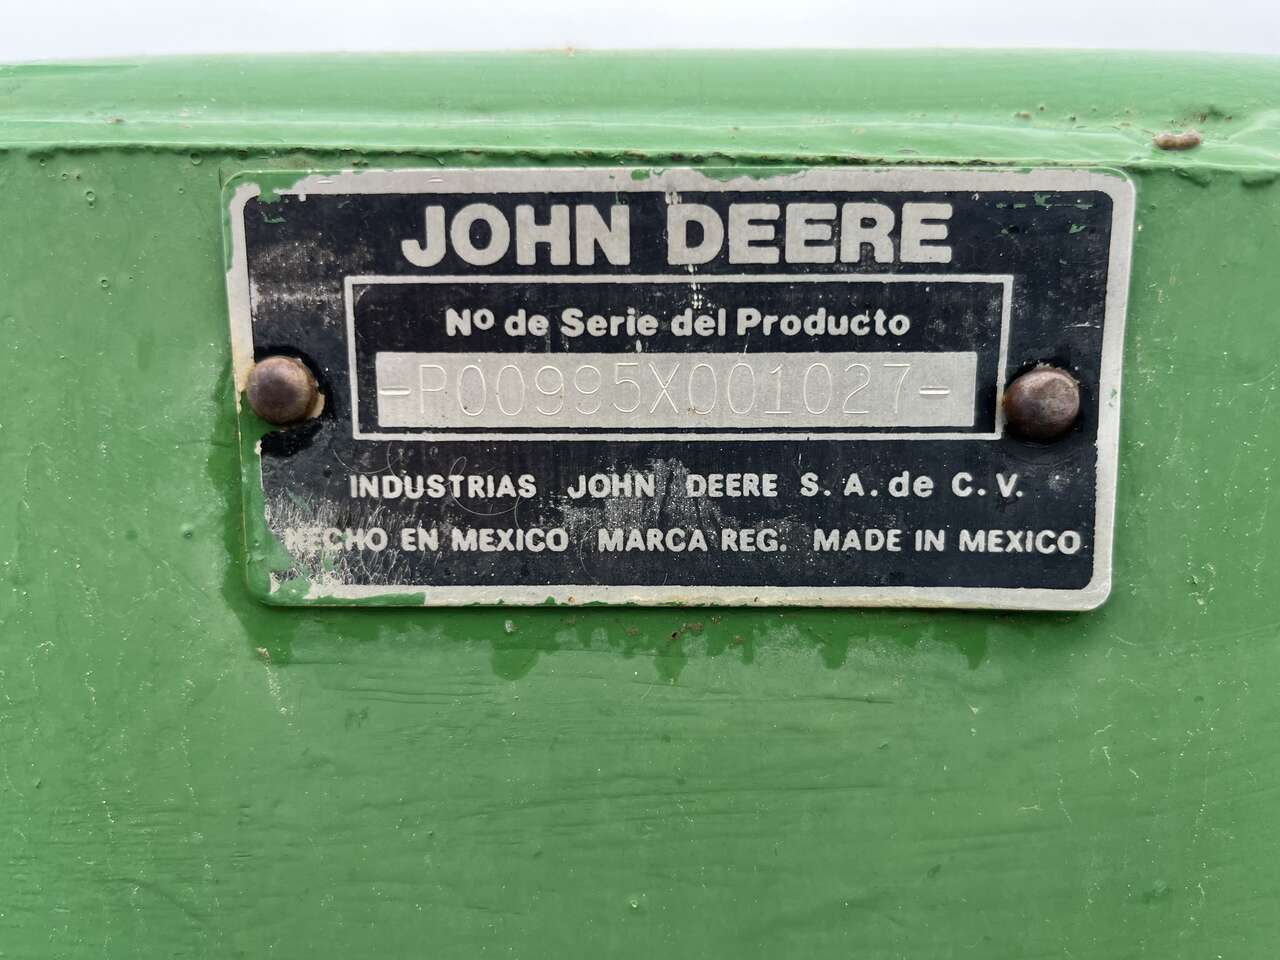 JOHN DEERE
Nº de Serie del Producto
-P00995X001027-
INDUSTRIAS JOHN DEERE S. A. de C. V.
HECHO EN MEXICO MARCA REG. MADE IN MEXICO